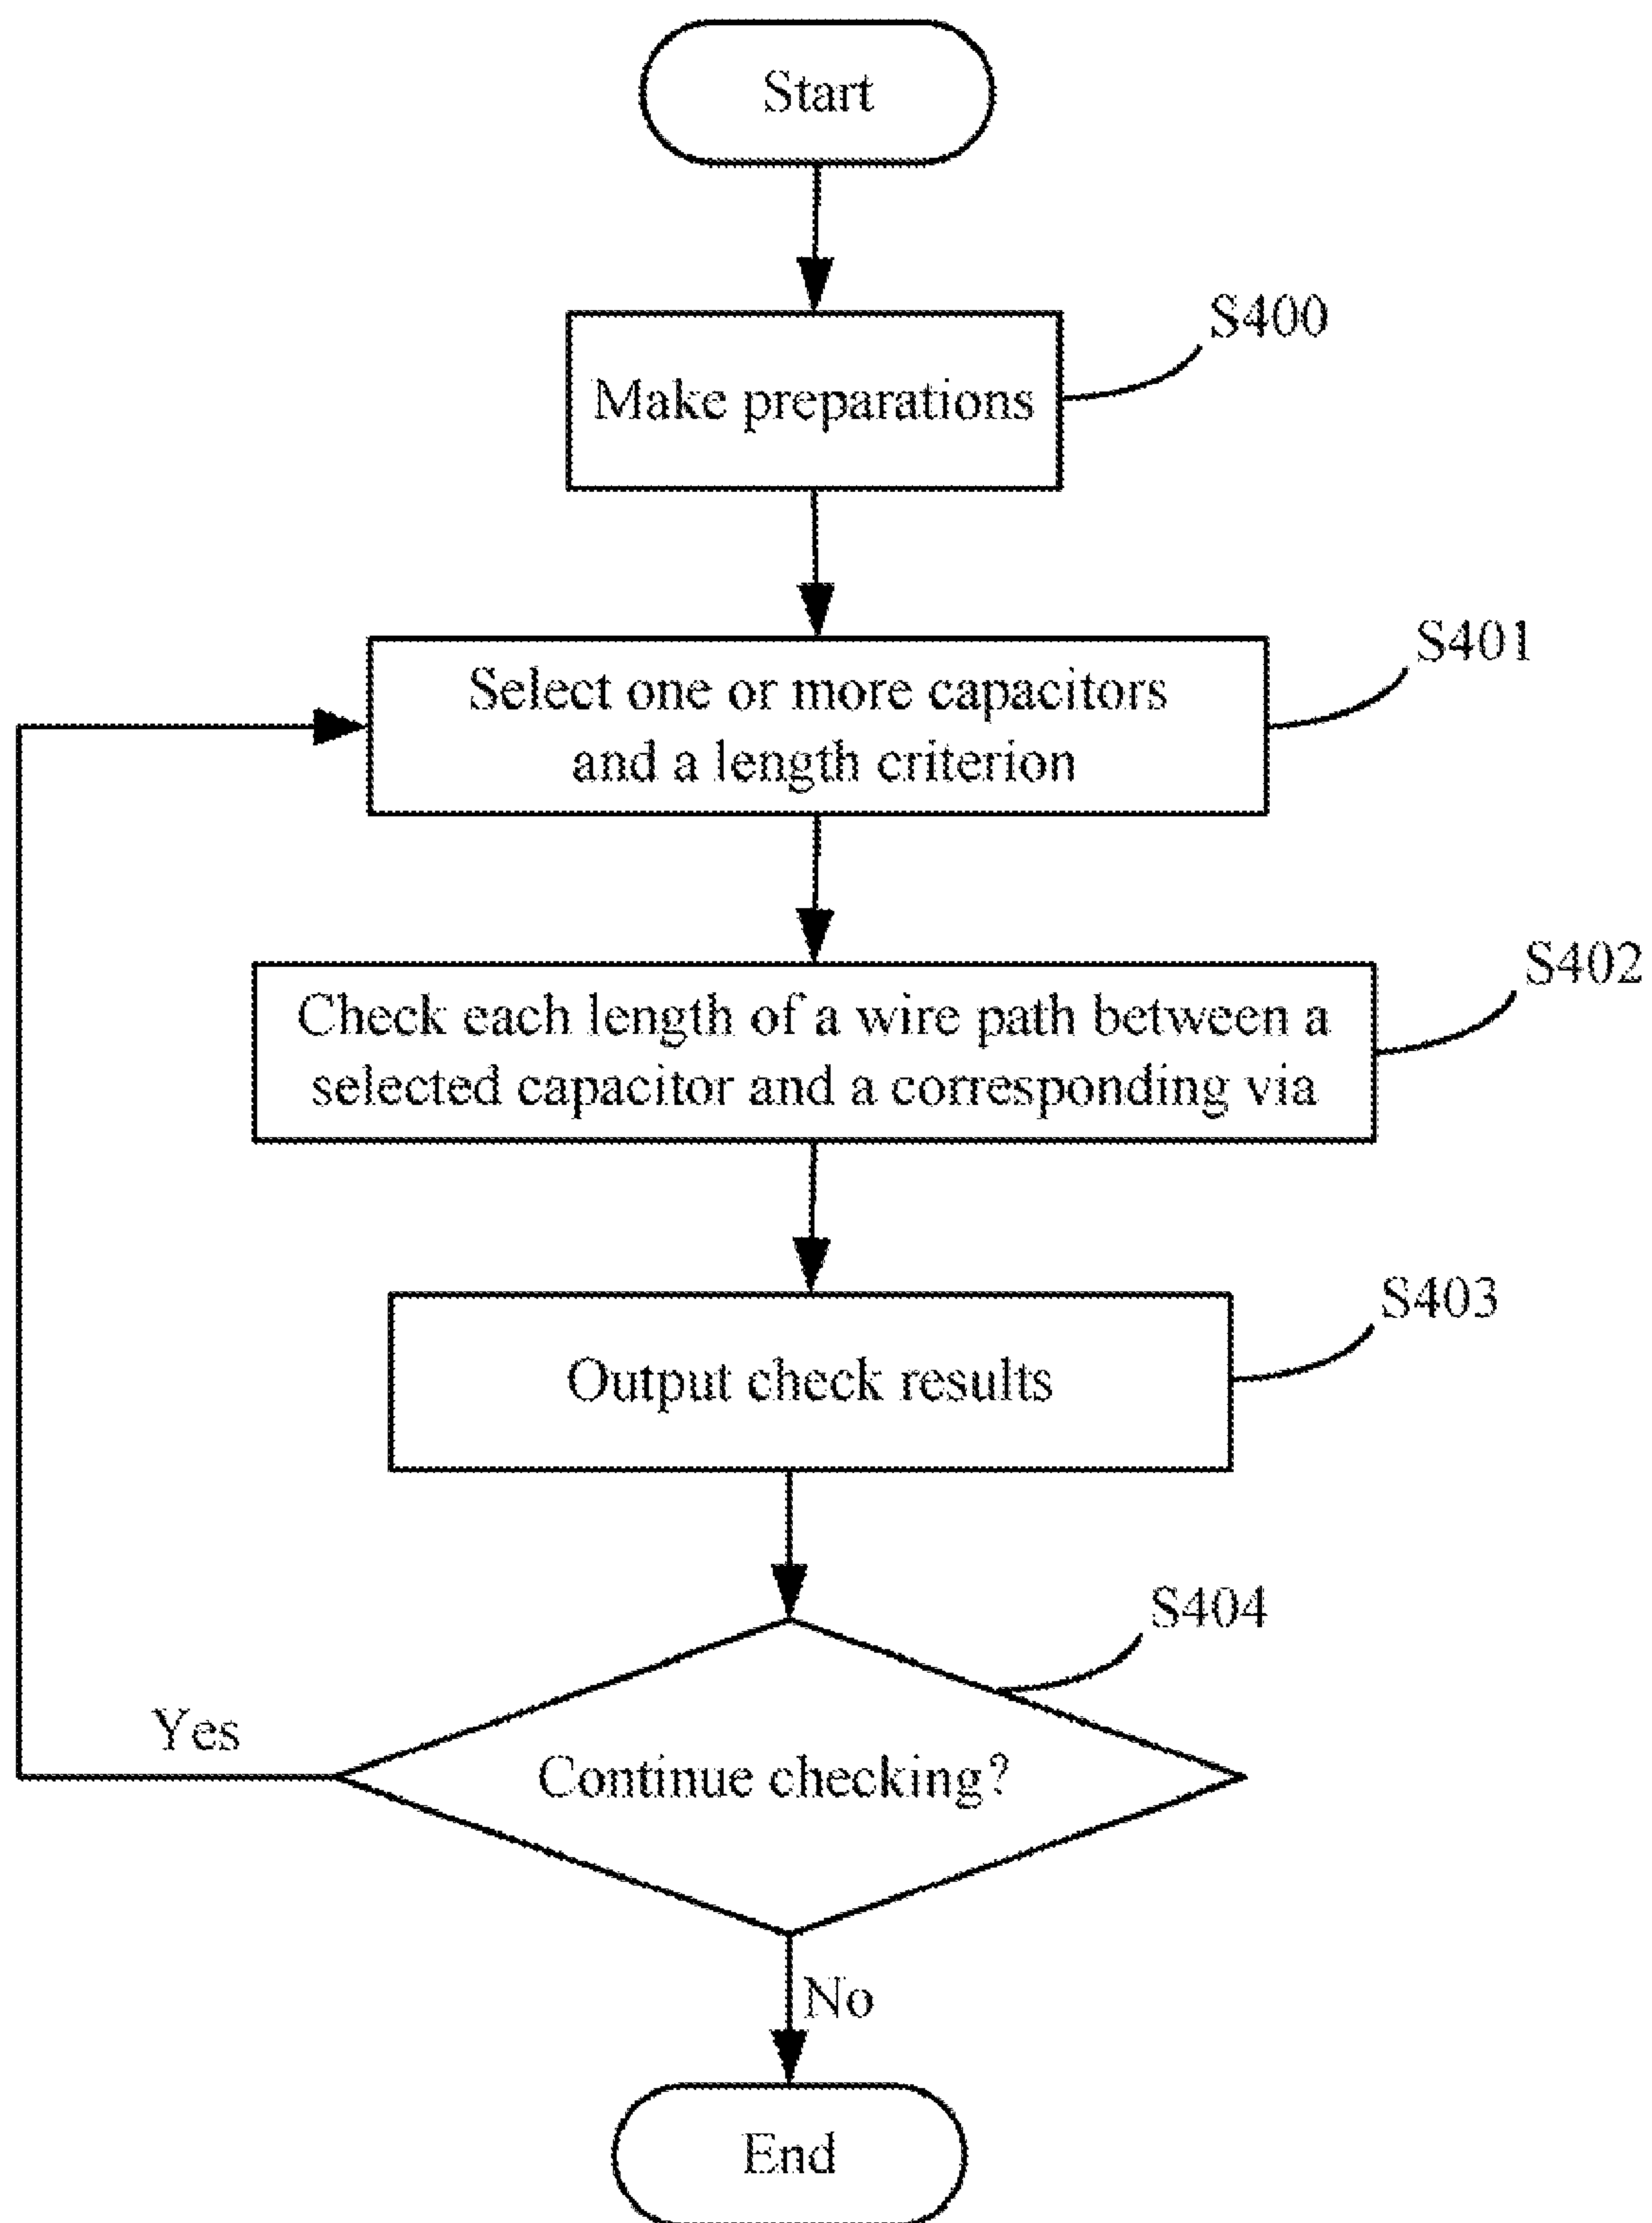 Start
S400
Make preparations
S401
Select one or more capacitors
and a length criterion
S402
Check each length of a wire path between a
selected capacitor and a corresponding via
S403
Output check results
S404
Yes
Continue checking?
No
End